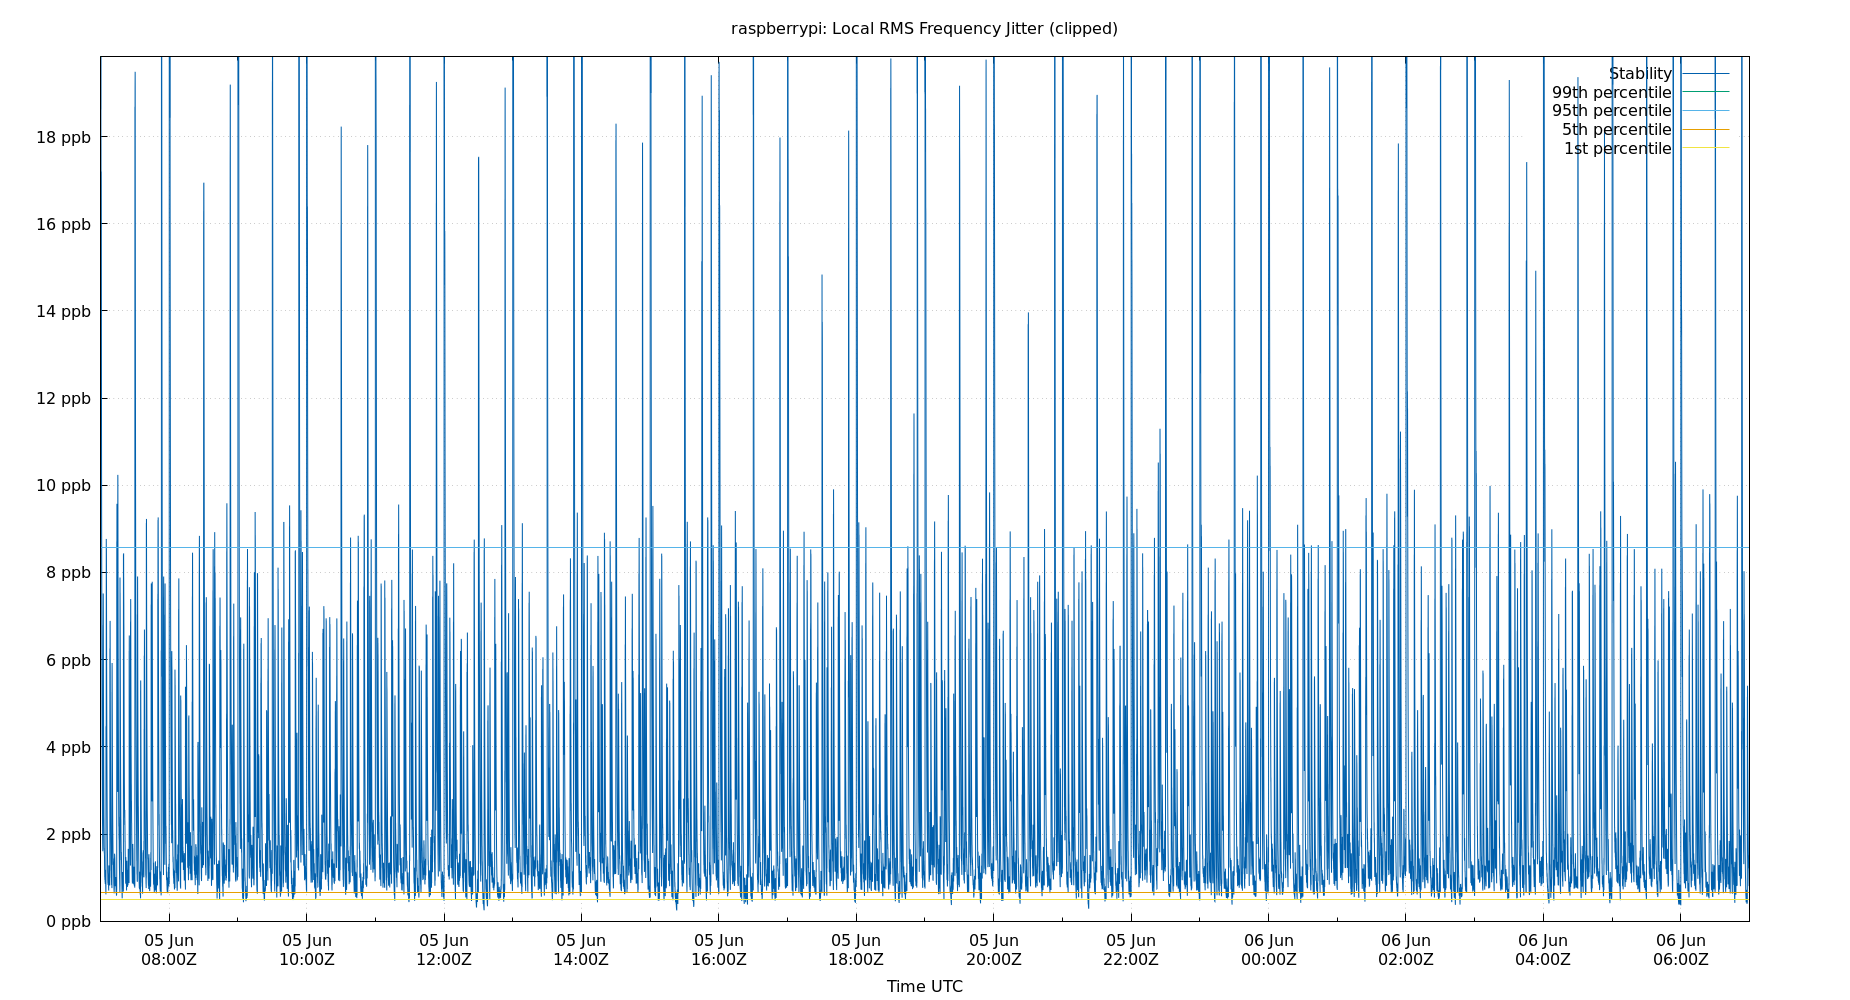 raspberrypi: Local RMS Frequency Jitter (clipped)
Stability
99th percentile
95th percentile
5th percentile
1st percentile
18 ppb
16 ppb
14 ppb
12 ppb
10 ppb
8 ppb
6 ppb
4 ppb
2 ppb
0 ppb
05 Jun 05 Jun 05 Jun 05 Jun 05 Jun 05 Jun 05 Jun 05 Jun 06 Jun 06 Jun 06 Jun 06 Jun
08:00Z 10:00Z 12:00Z 14:00Z 16:00Z 18:00Z 20:00Z 22:00Z 00:00Z 02:00Z 04:00Z 06:00Z
Time UTC